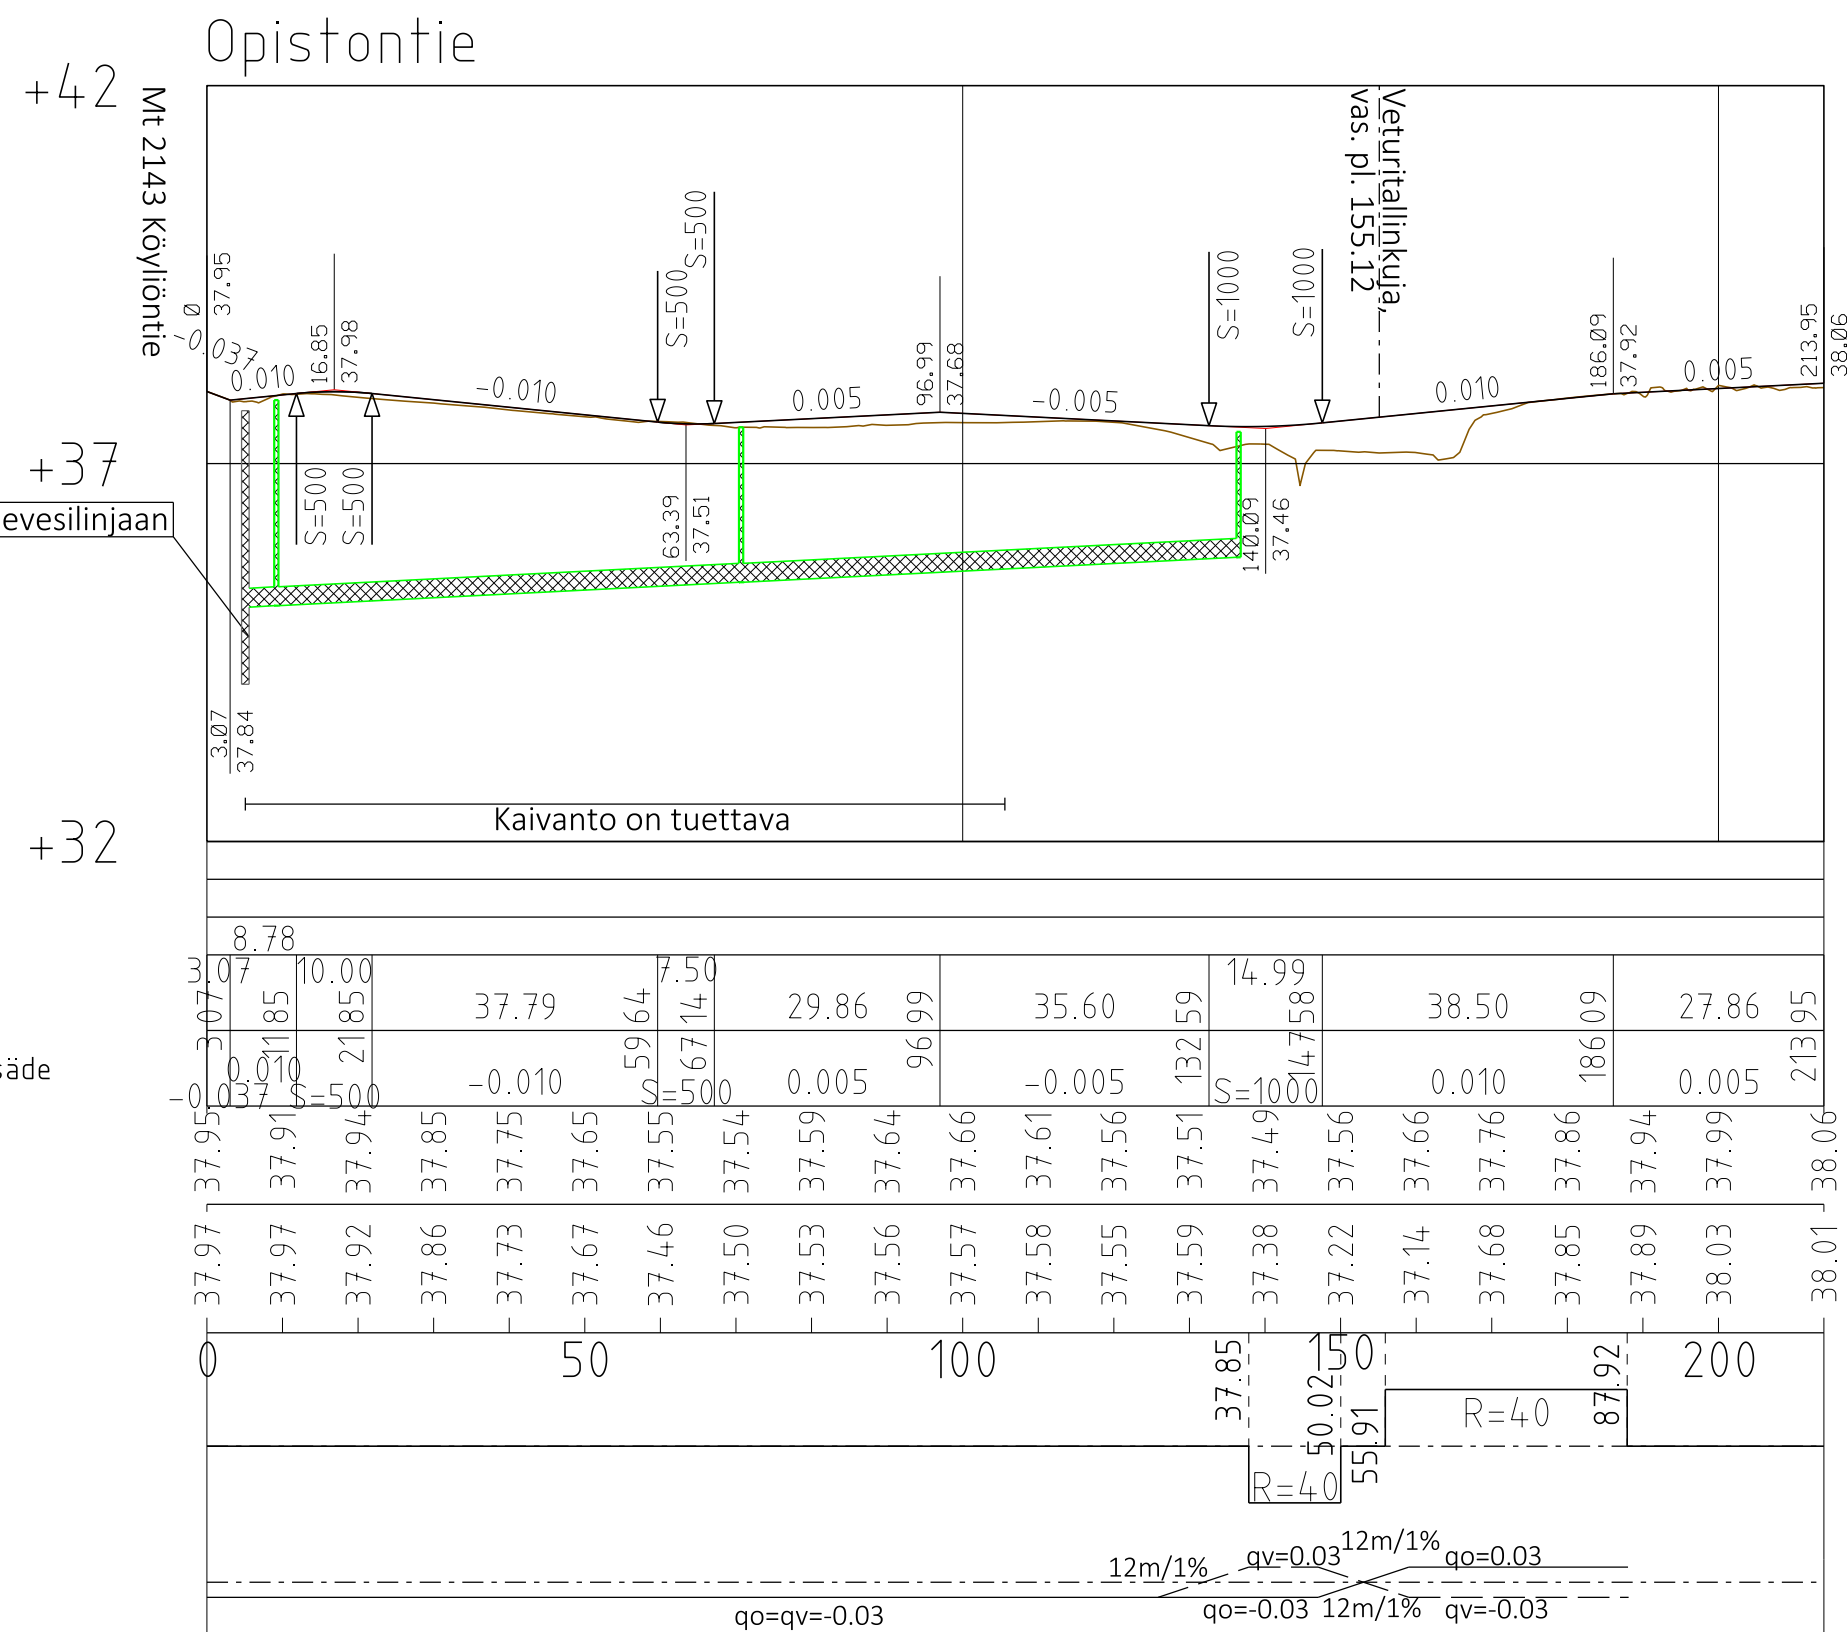 Opistontie
+42
Mt 2143 Köyliöntie
Veturitallinkuja,
vas. pl. 155.12
0
37.95
-0.037
0.010
16.85
37.98
-0.010
S=500
S=500
0.005
96.99
37.68
-0.005
S=1000
S=1000
0.010
186.09
37.92
0.005
213.95
38.06
+37
evesilinjaan
S=500
S=500
63.39
37.51
140.09
37.46
3.07
37.84
Kaivanto on tuettava
+32
8.78
3.07 10.00 7.50 14.99
37.79 29.86 35.60 38.50 27.86
3.07 11.85 21.85 59.64 67.14 96.99 132.59 147.58 186.09 213.95
säde
-0.037 0.010 S=500 -0.010 S=500 0.005 -0.005 S=1000 0.010 0.005
37.95 37.91 37.94 37.85 37.75 37.65 37.55 37.54 37.59 37.64 37.66 37.61 37.56 37.51 37.49 37.56 37.66 37.76 37.86 37.94 37.99 38.06
37.97 37.97 37.92 37.86 37.73 37.67 37.46 37.50 37.53 37.56 37.57 37.58 37.55 37.59 37.38 37.22 37.14 37.68 37.85 37.89 38.03 38.01
0 50 100 150 200
37.85 50.02 55.91 87.92
R=40
R=40
12m/1% qv=0.03 12m/1% qo=0.03
qo=qv=-0.03 qo=-0.03 12m/1% qv=-0.03